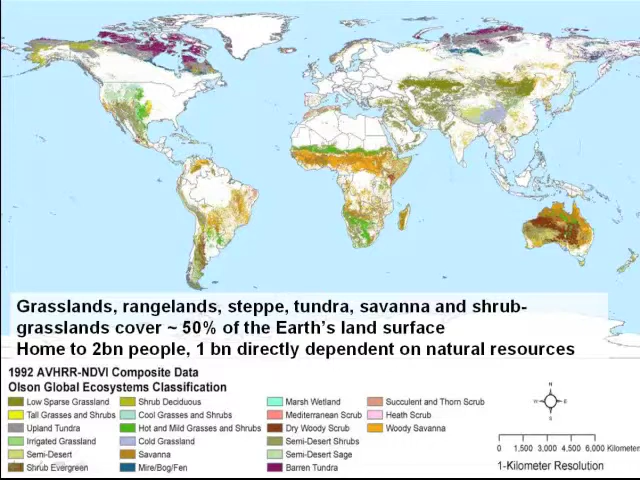 Grasslands, rangelands, steppe, tundra, savanna and shrub-
grasslands cover ~ 50% of the Earth's land surface
Home to 2bn people, 1 bn directly dependent on natural resources
1992 AVHRR-NDVI Composite Data
Olson Global Ecosystems Classification
Low Sparse Grassland
Tall Grasses and Shrubs
Upland Tundra
Irrigated Grassland
Semi-Desert
Shrub Evergreen
Shrub Deciduous
Cool Grasses and Shrubs
Hot and Mild Grasses and Shrubs
Cold Grassland
Savanna
Mire/Bog/Fen
Marsh Wetland
Mediterranean Scrub
Dry Woody Scrub
Semi-Desert Shrubs
Semi-Desert Sage
Barren Tundra
Succulent and Thorn Scrub
Heath Scrub
Woody Savanna
N
W E
S
0 1,500 3,000 4,500 6,000
1-Kilometer Resolution